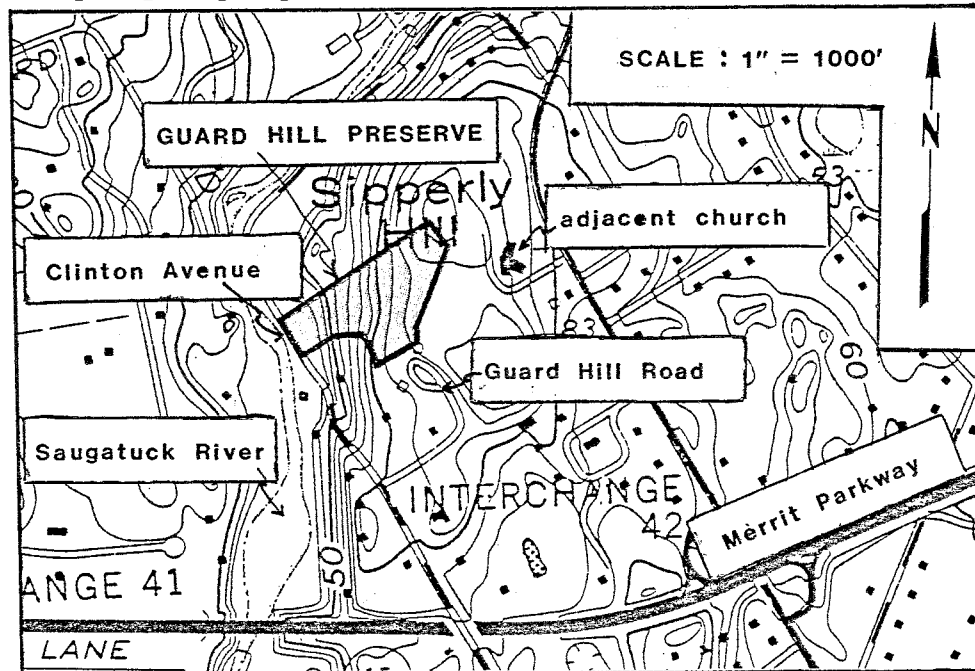 SCALE : 1" = 1000'
N
GUARD HILL PRESERVE
Sipperly
Hill
adjacent church
83
Clinton Avenue
83
Guard Hill Road
60
Saugatuck River
INTERCHANGE
42
Merrit Parkway
50
ANGE 41
LANE